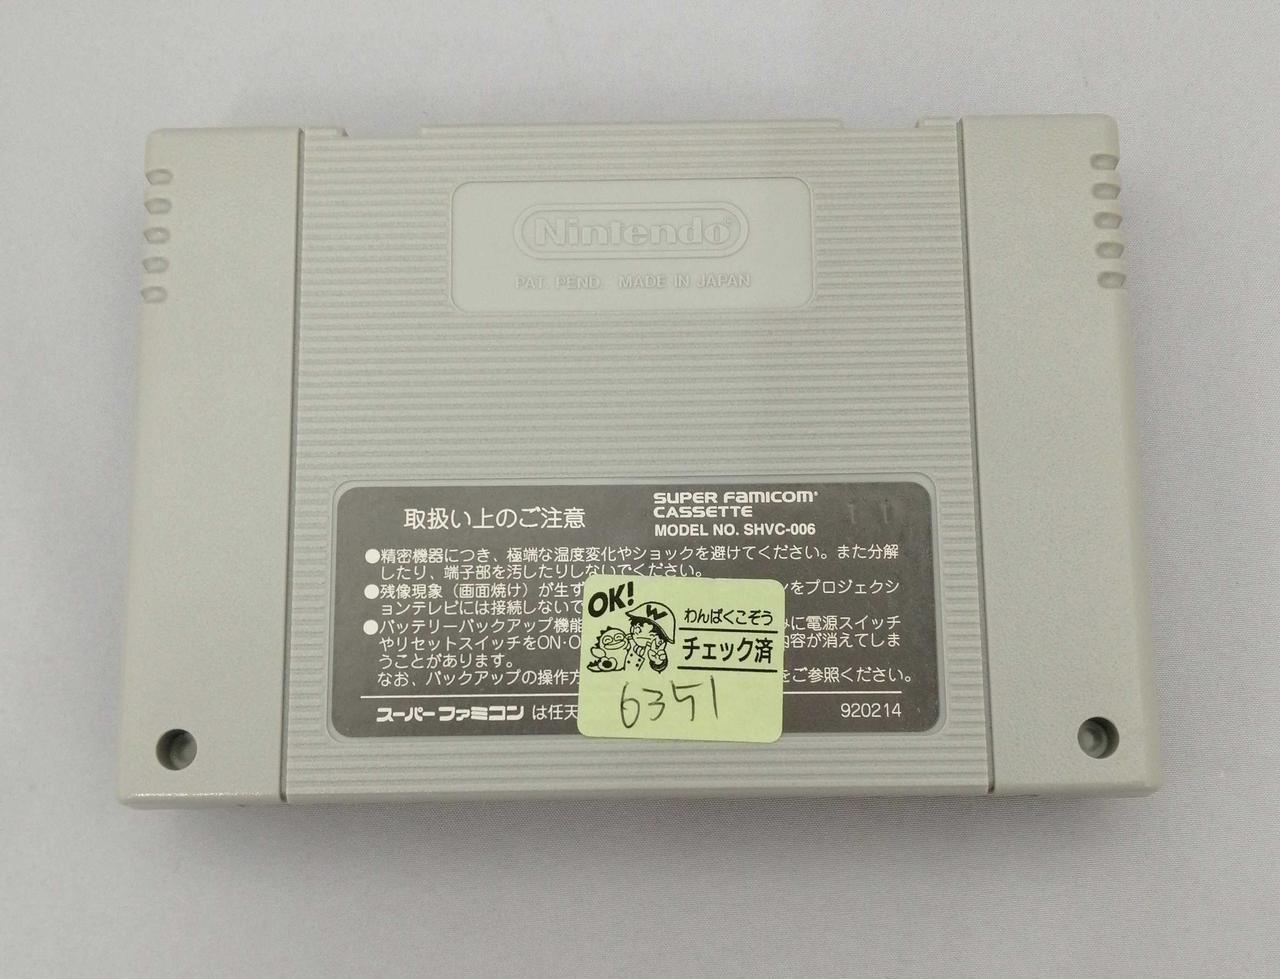 Nintendo®
PAT. PEND. MADE IN JAPAN
取扱い上のご注意
SUPER FAMICOM®
CASSETTE
MODEL NO. SHVC-006
●精密機器につき、極端な温度変化やショックを避けてください。また分解
したり、端子部を汚したりしないでください。
●残像現象（画面焼け）が生ず ンをプロジェクシ
ョンテレビには接続しないで
●バッテリーバックアップ機能 に電源スイッチ
やリセットスイッチをON・O 内容が消えてしま
うことがあります。
なお、バックアップの操作方 をご参照ください。
スーパーファミコン は任天
920214
OK!
W
わんぱくこぞう
チェック済
6351